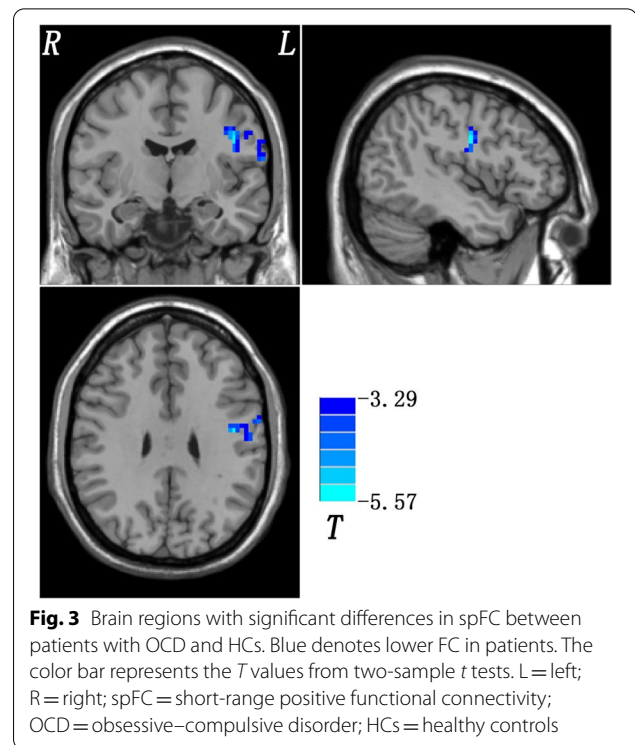 R L
-3.29
-5.57
T
Fig. 3 Brain regions with significant differences in spFC between
patients with OCD and HCs. Blue denotes lower FC in patients. The
color bar represents the T values from two-sample t tests. L = left;
R = right; spFC = short-range positive functional connectivity;
OCD = obsessive–compulsive disorder; HCs = healthy controls